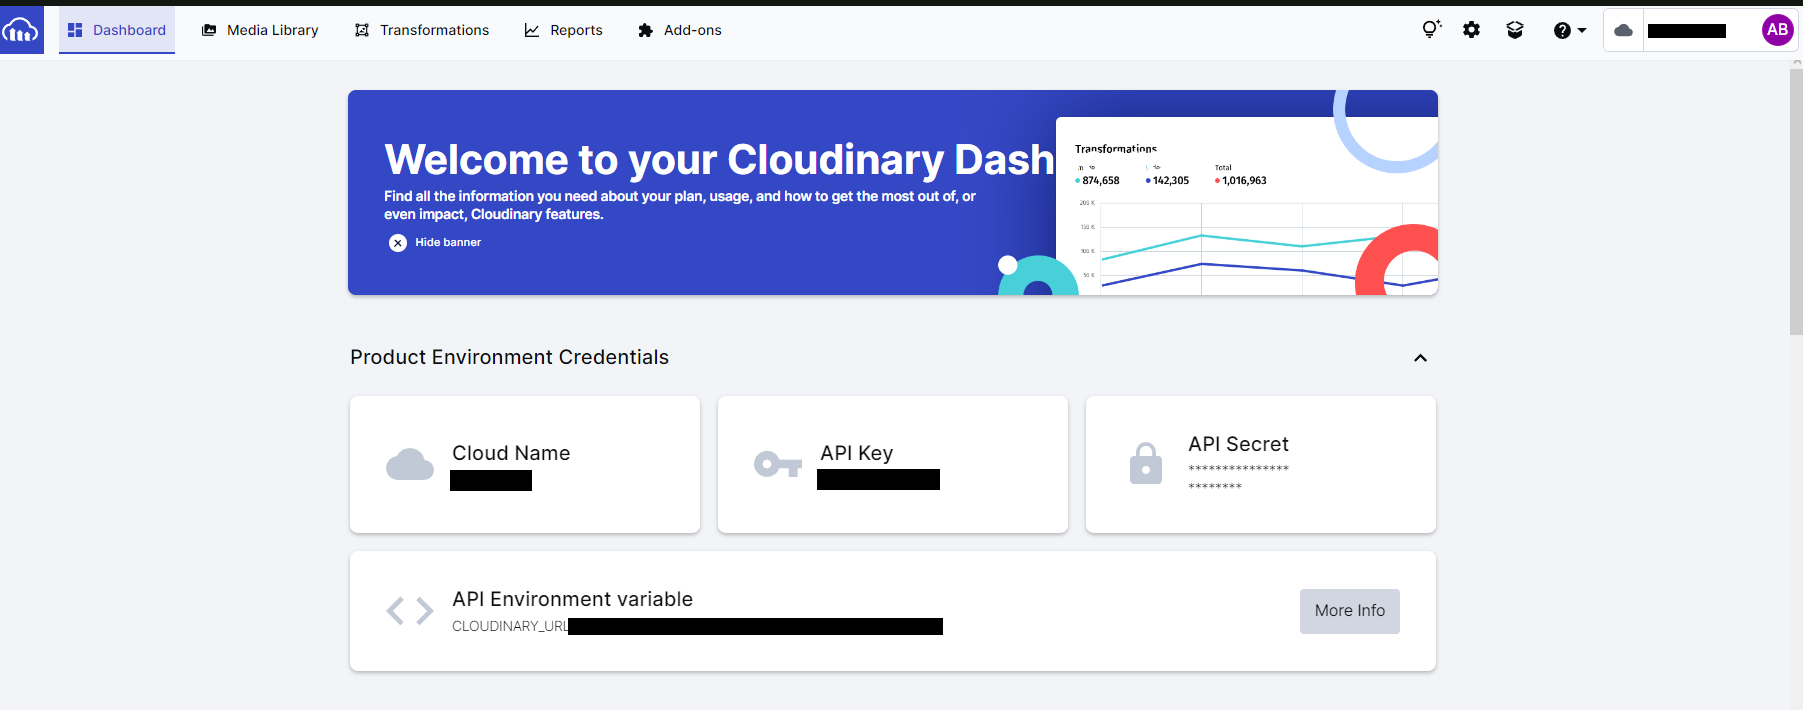 Dashboard
Media Library
Transformations
Reports
Add-ons
AB
Welcome to your Cloudinary Dash
Find all the information you need about your plan, usage, and how to get the most out of, or
even impact, Cloudinary features.
Hide banner
Transformations
Total
874,658
142,305
1,016,963
200 K
150 K
100 K
50 K
Product Environment Credentials
Cloud Name
API Key
API Secret
***************
********
API Environment variable
CLOUDINARY_URL
More Info